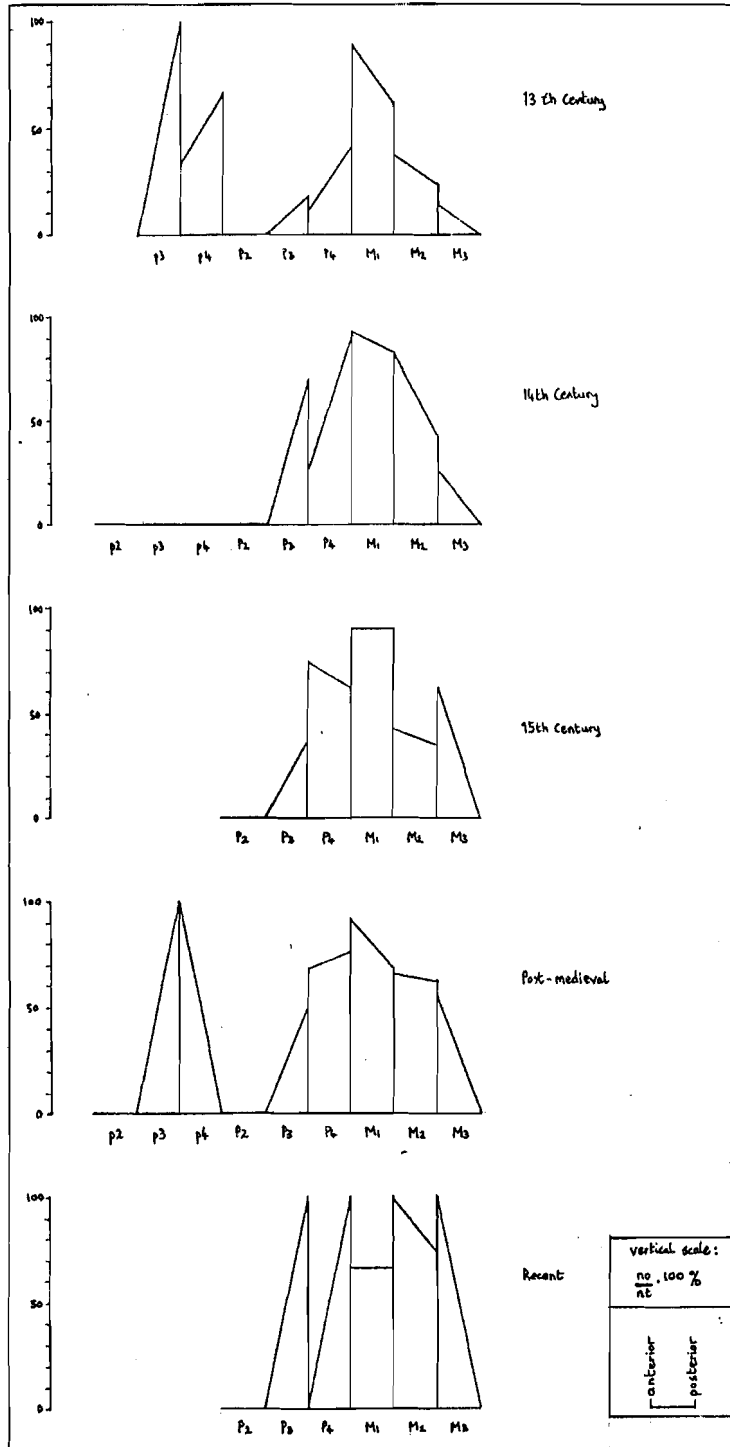 100
50
0
13th Century
p3 p4 P2 P3 P4 M1 M2 M3
100
50
0
14th Century
p2 p3 p4 P2 P3 P4 M1 M2 M3
100
50
0
15th Century
P2 P3 P4 M1 M2 M3
100
50
0
Post-medieval
p2 p3 p4 P2 P3 P4 M1 M2 M3
100
50
0
Recent
P2 P3 P4 M1 M2 M3
vertical scale:
no/nt . 100 %
anterior
posterior